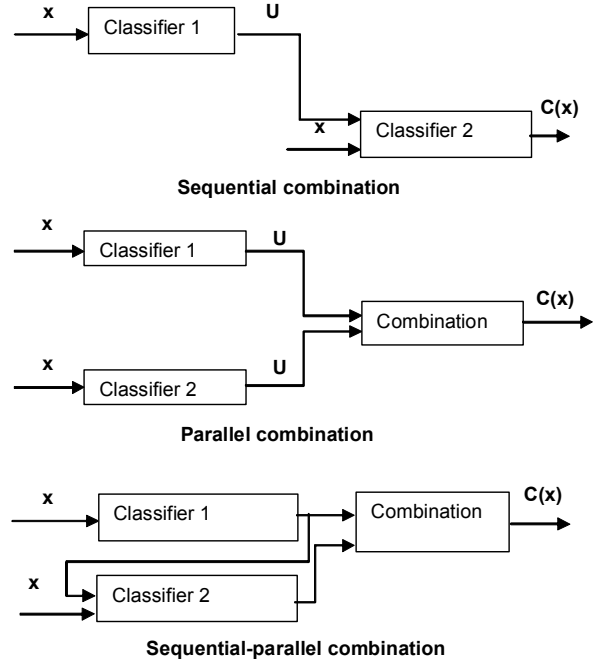 x
Classifier 1
U
C(x)
x
Classifier 2
Sequential combination
x
Classifier 1
U
C(x)
Combination
x
Classifier 2
U
Parallel combination
x
Classifier 1
Combination
C(x)
x
Classifier 2
Sequential-parallel combination